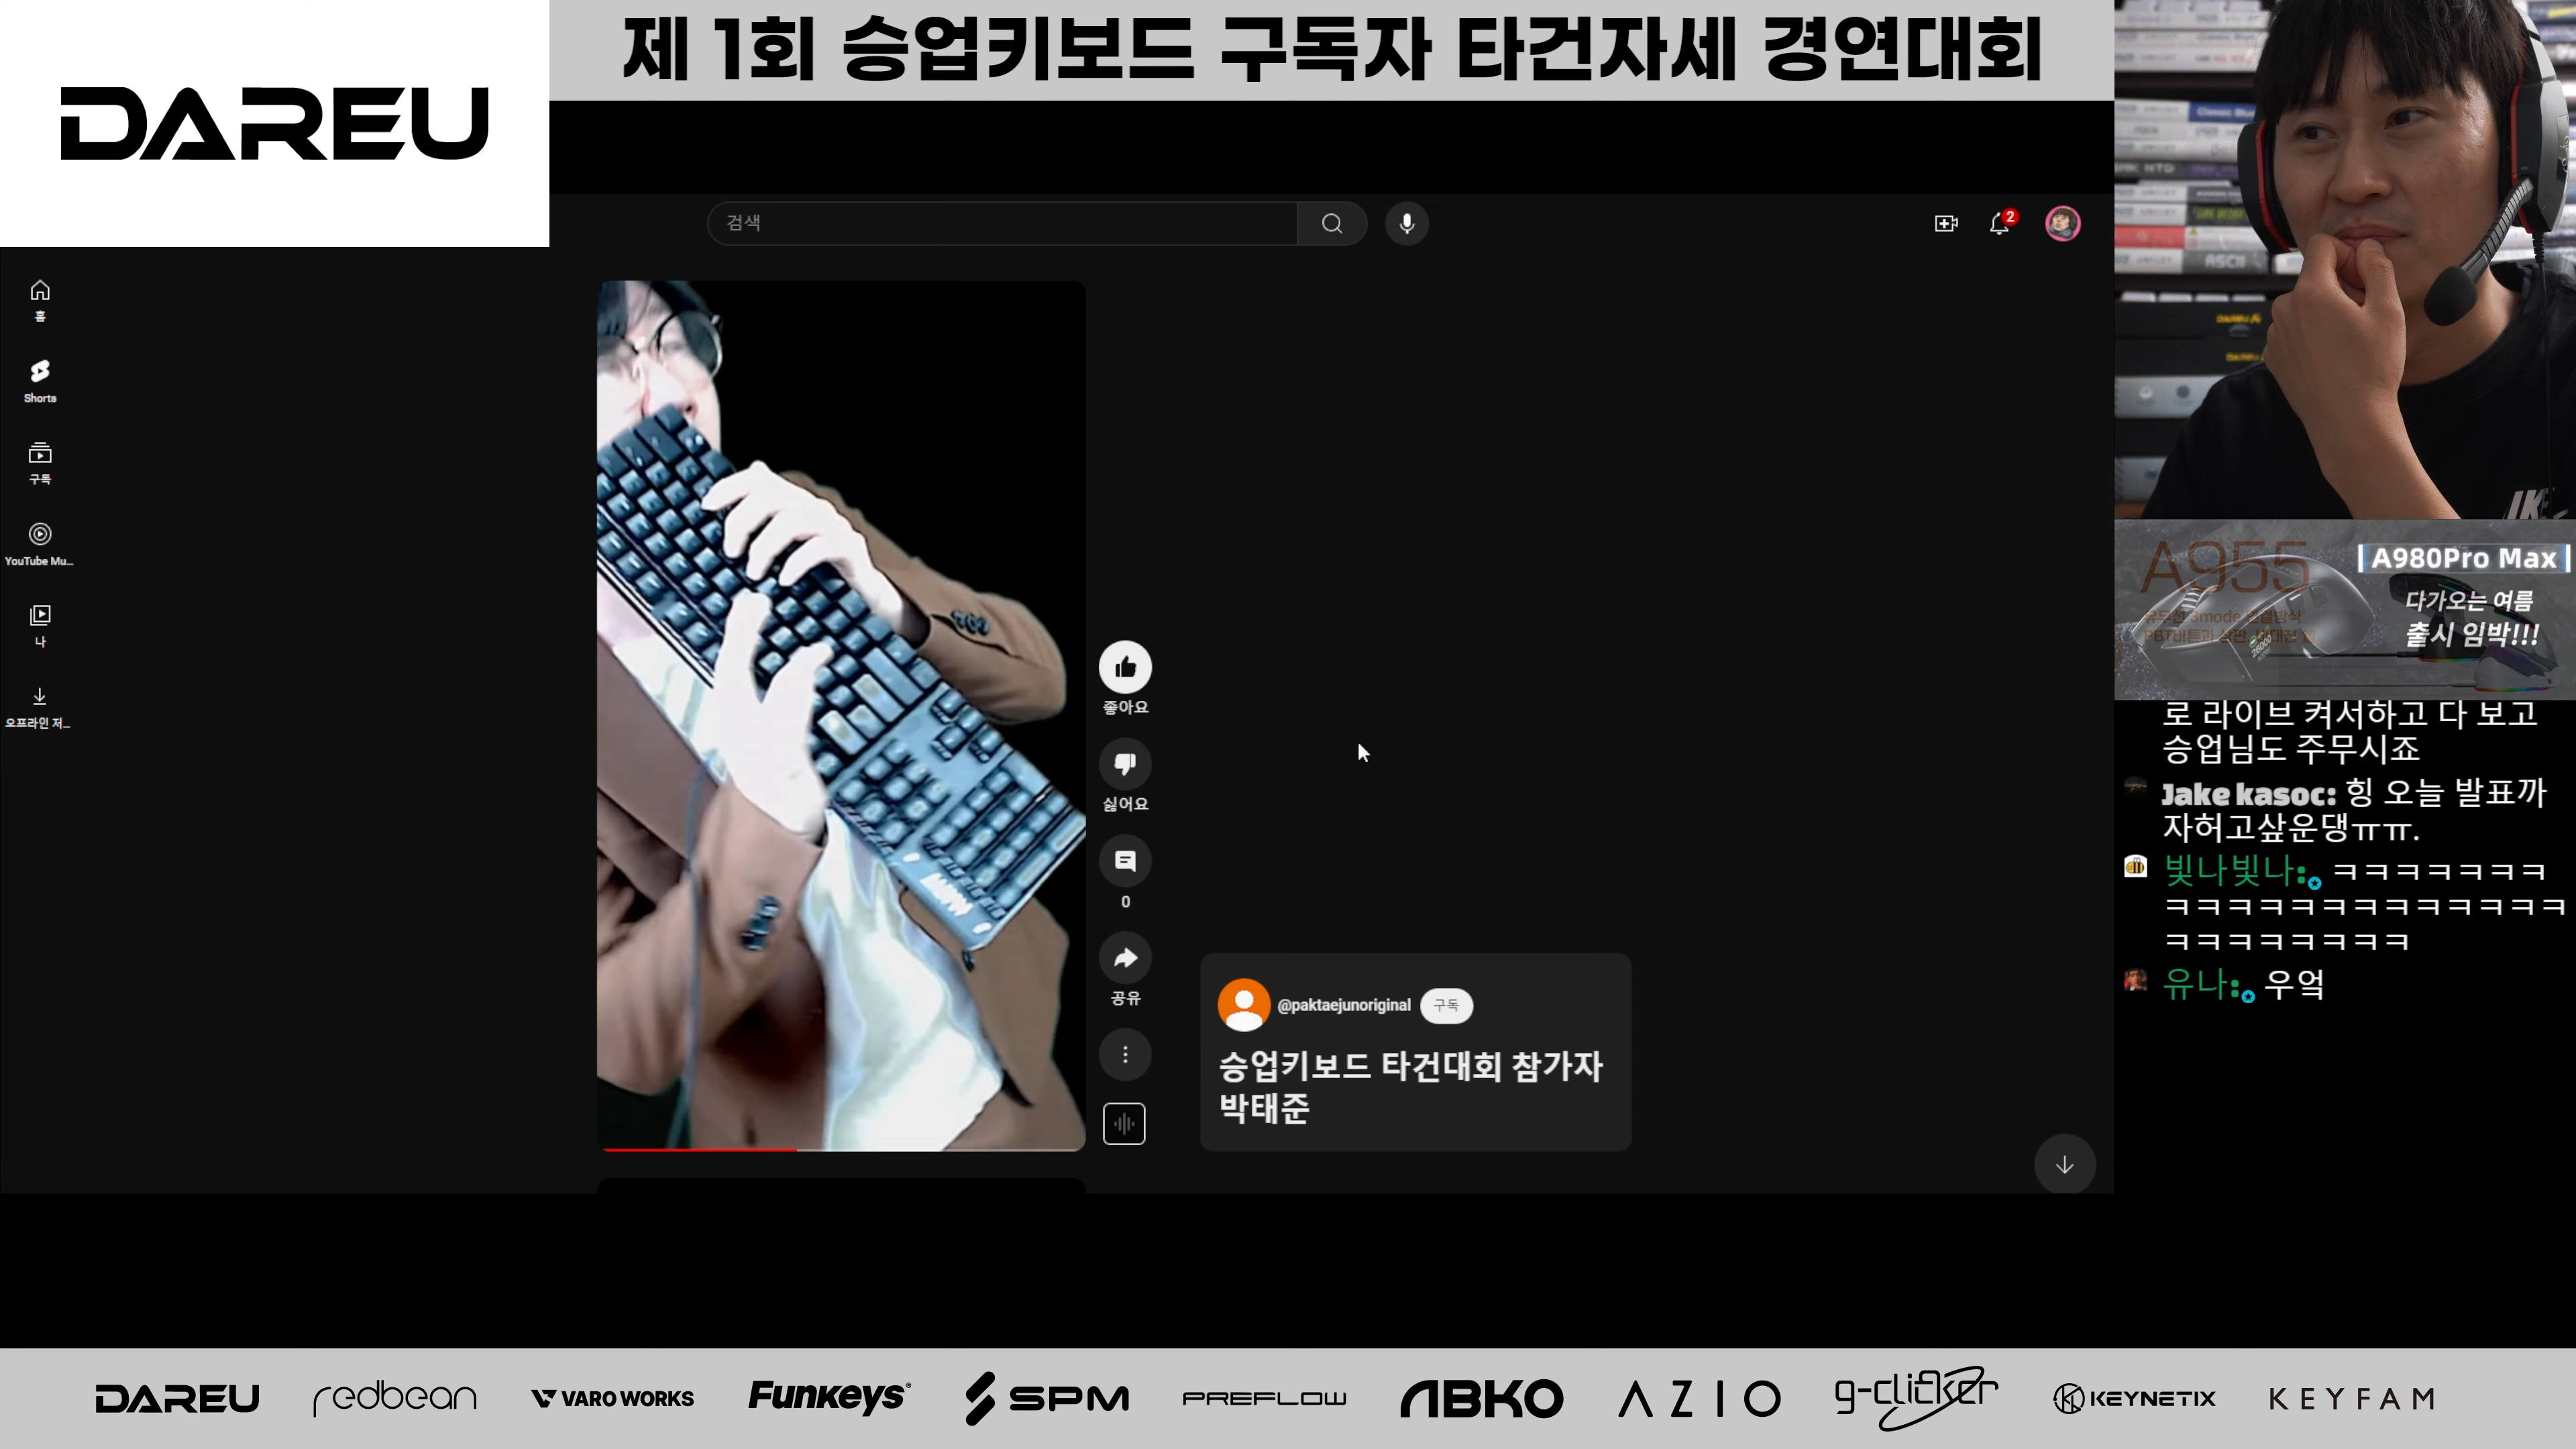 DAREU
제 1회 승업키보드 구독자 타건자세 경연대회
검색
2
홈
Shorts
구독
YouTube Mu...
나
오프라인 저...
좋아요
싫어요
0
공유
@paktaejunoriginal 구독
승업키보드 타건대회 참가자
박태준
ASCII
DAREU
A955
A980Pro Max
다가오는 여름
출시 임박!!!
로 라이브 켜서하고 다 보고
승업님도 주무시죠
Jake kasoc: 힝 오늘 발표까
자허고싶운댕ㅠㅠ.
빛나빛나: ㅋㅋㅋㅋㅋㅋㅋ
ㅋㅋㅋㅋㅋㅋㅋㅋㅋㅋㅋㅋㅋ
ㅋㅋㅋㅋㅋㅋㅋㅋ
유나: 우엌
DAREU redbean VARO WORKS Funkeys SPM PREFLOW ABKO AZIO g-clicker KEYNETIX KEYFAM